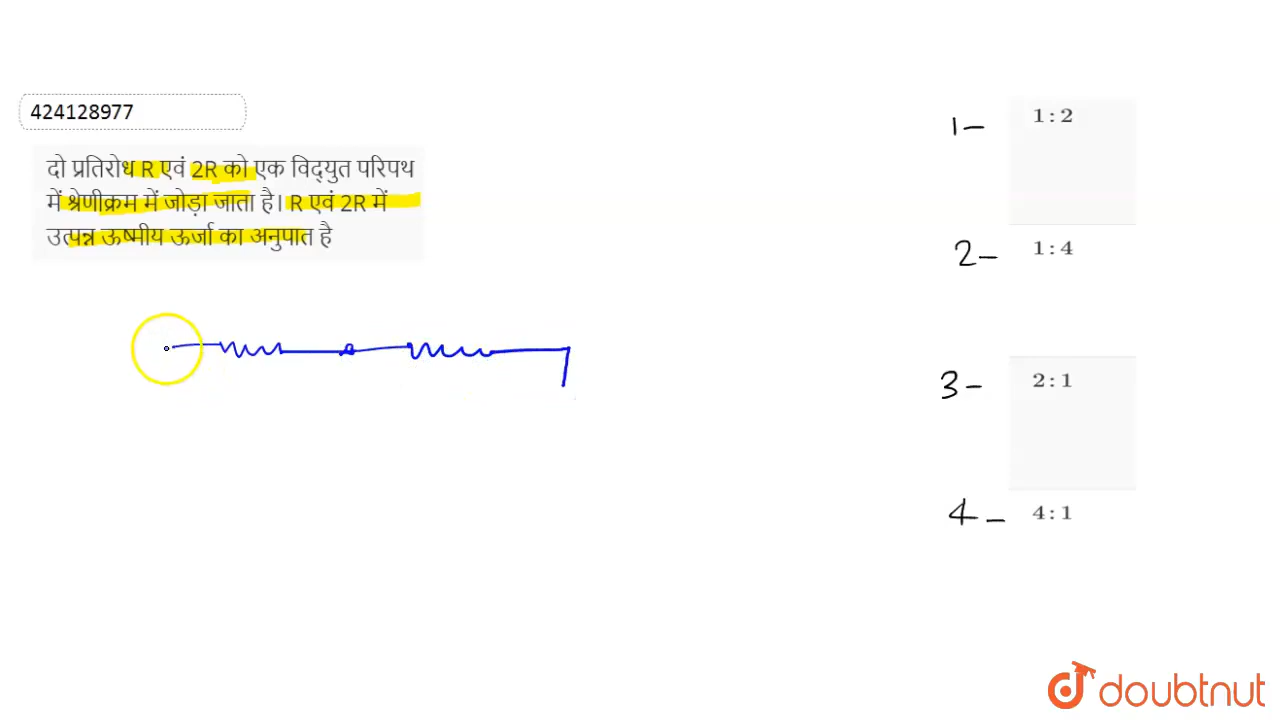 424128977
दो प्रतिरोध R एवं 2R को एक विद्युत परिपथ
में श्रेणीक्रम में जोड़ा जाता है। R एवं 2R में
उत्पन्न ऊष्मीय ऊर्जा का अनुपात है
1- 1 : 2
2- 1 : 4
3- 2 : 1
4- 4 : 1
doubtnut